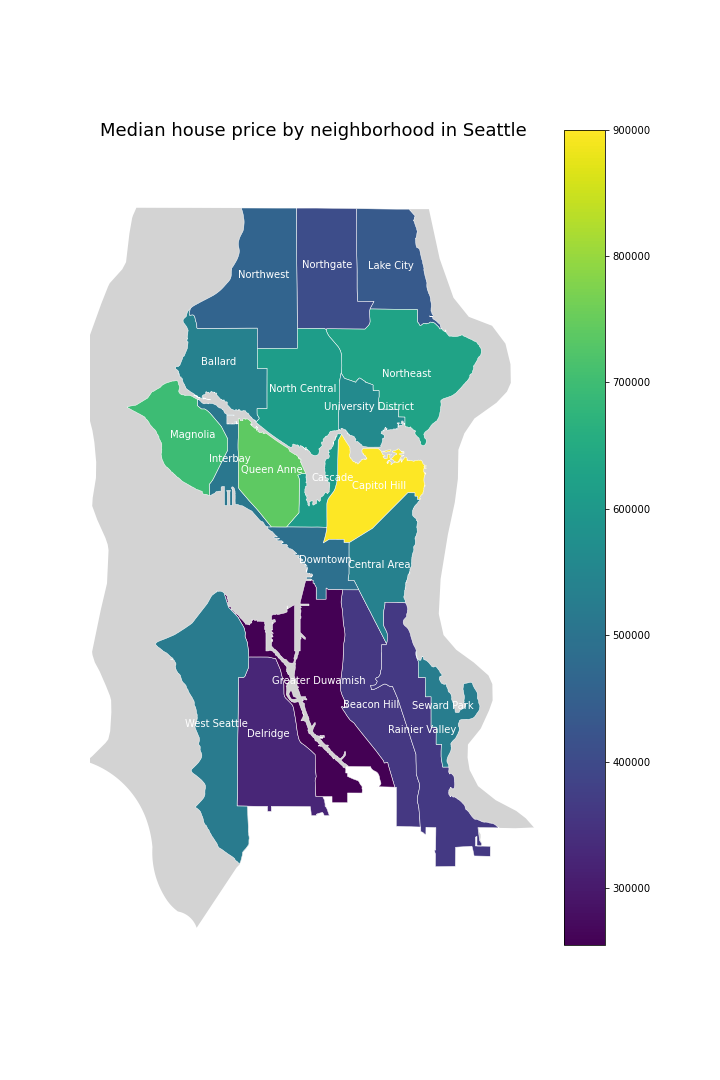 Median house price by neighborhood in Seattle
900000
800000
700000
600000
500000
400000
300000
Northwest
Northgate
Lake City
Ballard
North Central
Northeast
University District
Magnolia
Interbay
Queen Anne
Cascade
Capitol Hill
Downtown
Central Area
Greater Duwamish
Beacon Hill
Seward Park
West Seattle
Delridge
Rainier Valley